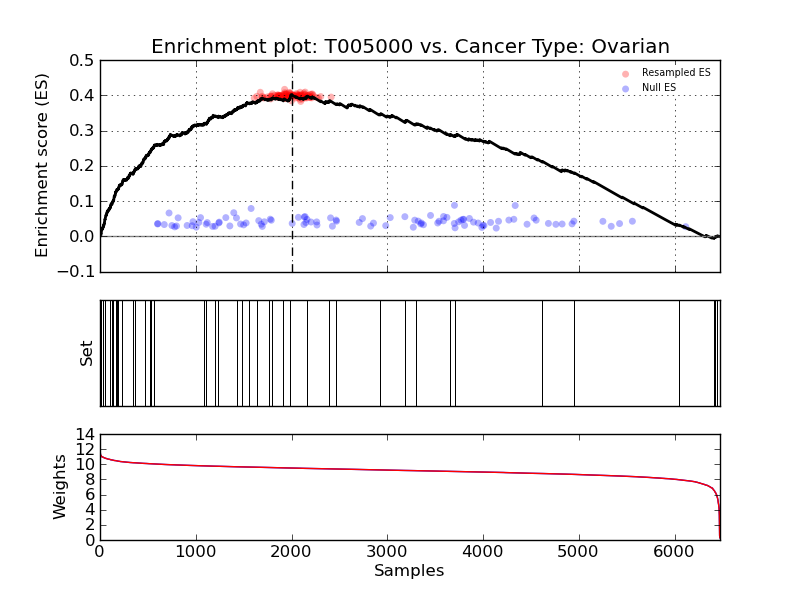 Enrichment plot: T005000 vs. Cancer Type: Ovarian
Enrichment score (ES)
0.5
0.4
0.3
0.2
0.1
0.0
−0.1
Resampled ES
Null ES
Set
Weights
14
12
10
8
6
4
2
0
0 1000 2000 3000 4000 5000 6000
Samples